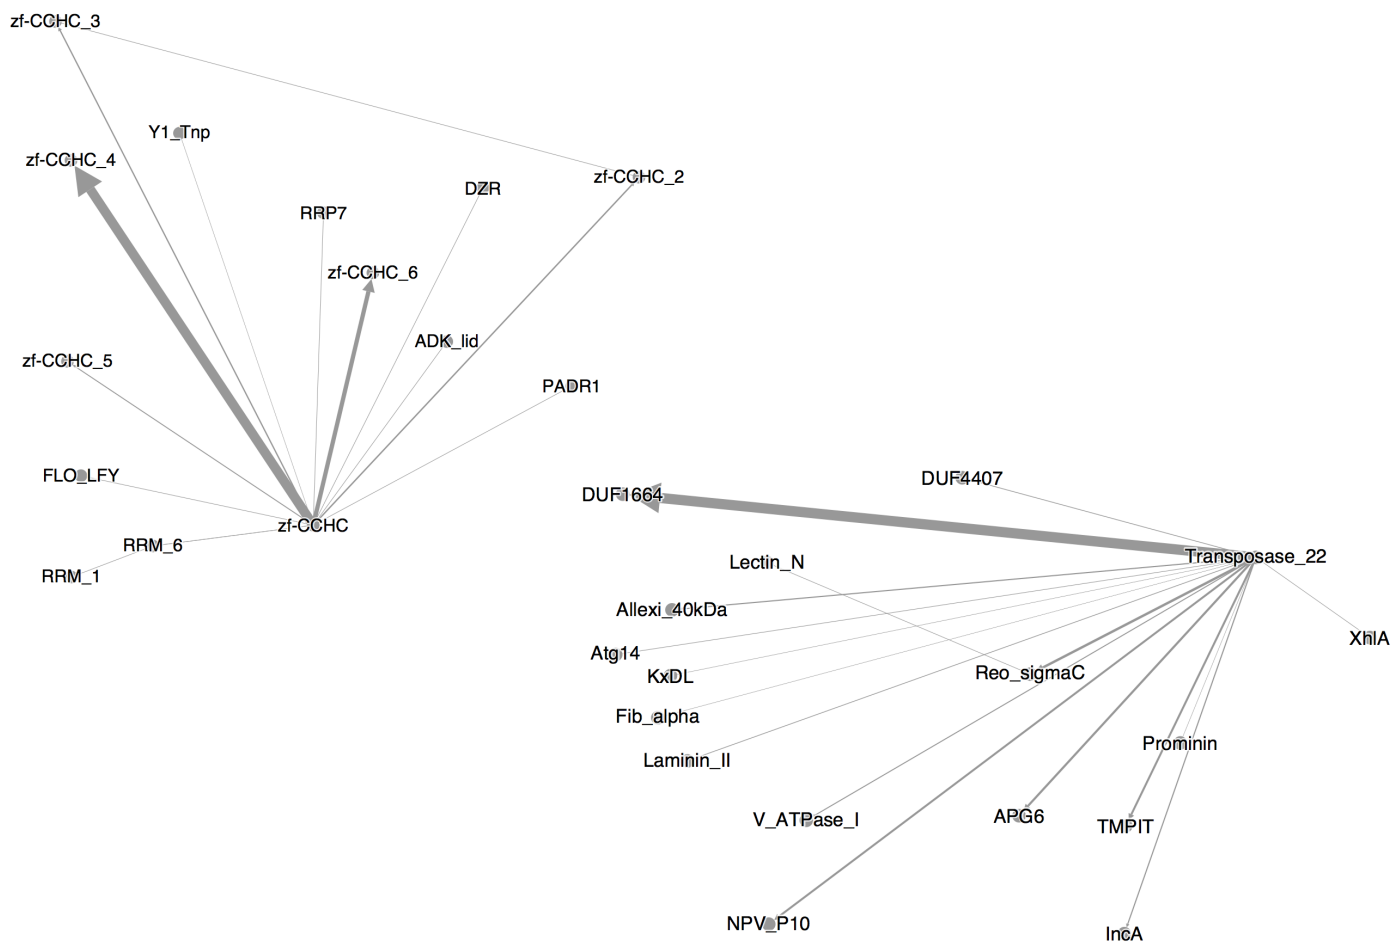 zf-CCHC_3
Y1_Tnp
zf-CCHC_4
zf-CCHC_2
DZR
RRP7
zf-CCHC_6
ADK_lid
zf-CCHC_5
PADR1
FLO_LFY
DUF4407
DUF1664
zf-CCHC
RRM_6
Transposase_22
Lectin_N
RRM_1
Allexi_40kDa
XhlA
Atg14
Reo_sigmaC
KxDL
Fib_alpha
Prominin
Laminin_II
APG6
V_ATPase_I
TMPIT
NPV_P10
IncA